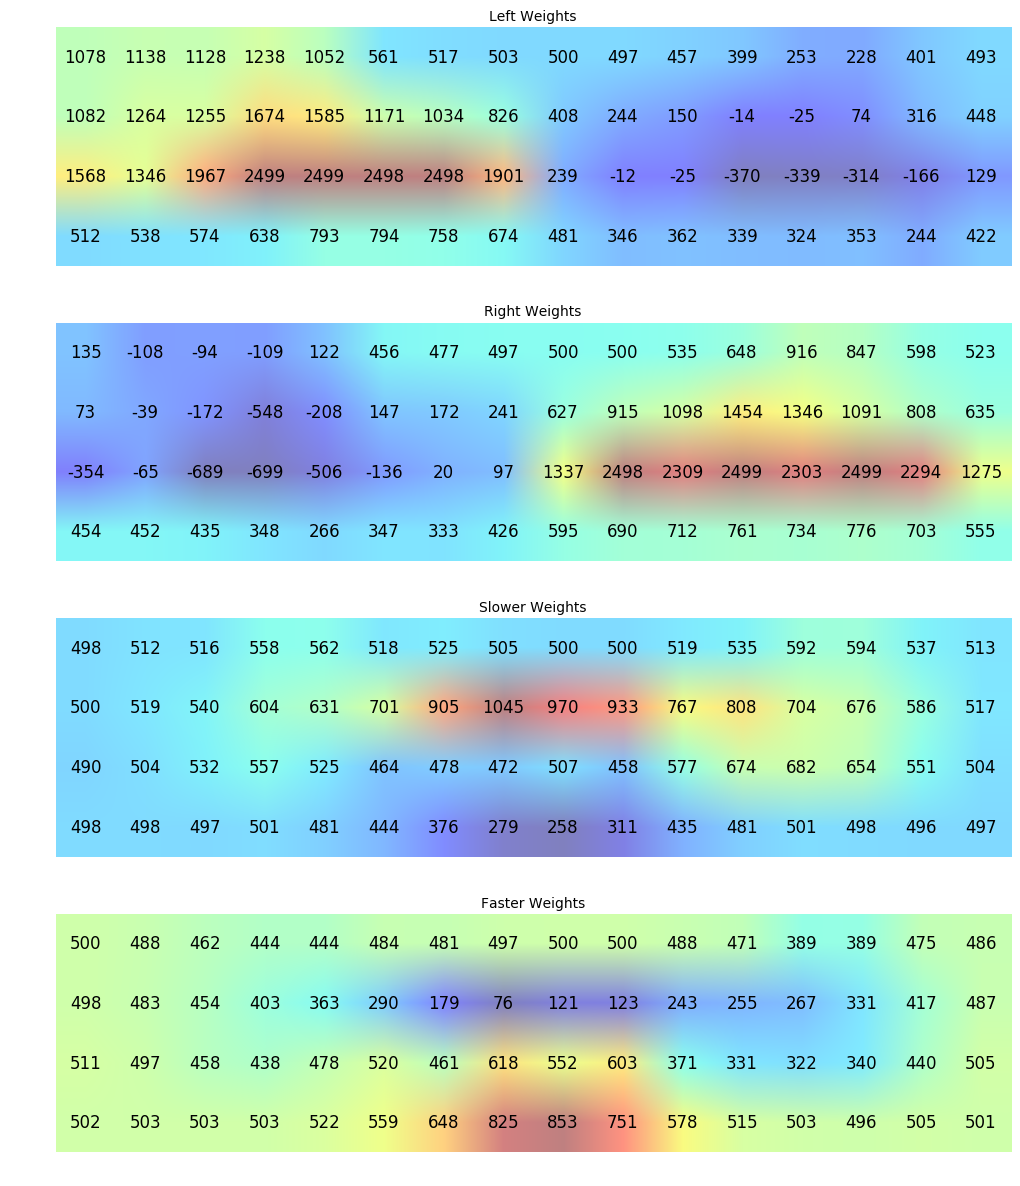 Left Weights
1078 1138 1128 1238 1052 561 517 503 500 497 457 399 253 228 401 493
1082 1264 1255 1674 1585 1171 1034 826 408 244 150 -14 -25 74 316 448
1568 1346 1967 2499 2499 2498 2498 1901 239 -12 -25 -370 -339 -314 -166 129
512 538 574 638 793 794 758 674 481 346 362 339 324 353 244 422
Right Weights
135 -108 -94 -109 122 456 477 497 500 500 535 648 916 847 598 523
73 -39 -172 -548 -208 147 172 241 627 915 1098 1454 1346 1091 808 635
-354 -65 -689 -699 -506 -136 20 97 1337 2498 2309 2499 2303 2499 2294 1275
454 452 435 348 266 347 333 426 595 690 712 761 734 776 703 555
Slower Weights
498 512 516 558 562 518 525 505 500 500 519 535 592 594 537 513
500 519 540 604 631 701 905 1045 970 933 767 808 704 676 586 517
490 504 532 557 525 464 478 472 507 458 577 674 682 654 551 504
498 498 497 501 481 444 376 279 258 311 435 481 501 498 496 497
Faster Weights
500 488 462 444 444 484 481 497 500 500 488 471 389 389 475 486
498 483 454 403 363 290 179 76 121 123 243 255 267 331 417 487
511 497 458 438 478 520 461 618 552 603 371 331 322 340 440 505
502 503 503 503 522 559 648 825 853 751 578 515 503 496 505 501